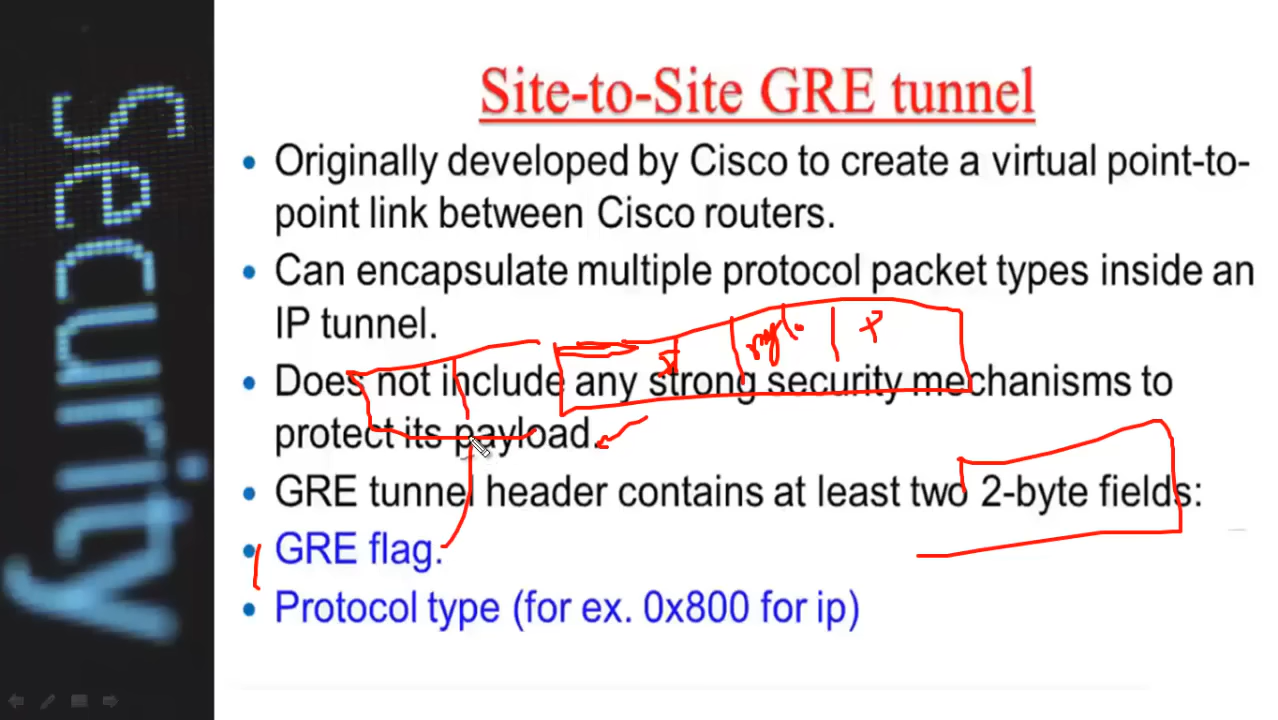 Security
Site-to-Site GRE tunnel
• Originally developed by Cisco to create a virtual point-to-
point link between Cisco routers.
• Can encapsulate multiple protocol packet types inside an
IP tunnel.
• Does not include any strong security mechanisms to
protect its payload.
• GRE tunnel header contains at least two 2-byte fields:
• GRE flag.
• Protocol type (for ex. 0x800 for ip)